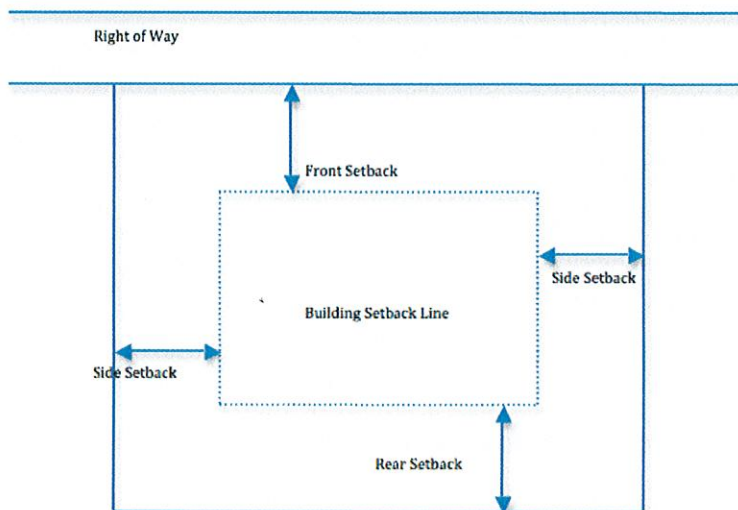 Right of Way
Front Setback
Side Setback
Building Setback Line
Side Setback
Rear Setback